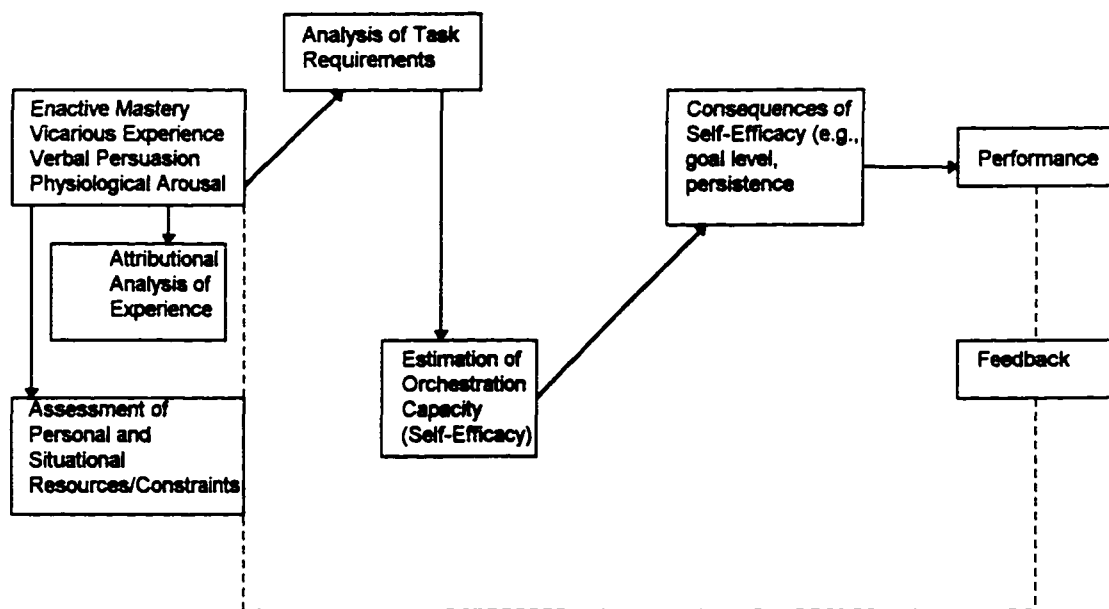 Analysis of Task
Requirements
Enactive Mastery
Vicarious Experience
Verbal Persuasion
Physiological Arousal
Attributional
Analysis of
Experience
Assessment of
Personal and
Situational
Resources/Constraints
Estimation of
Orchestration
Capacity
(Self-Efficacy)
Consequences of
Self-Efficacy (e.g.,
goal level,
persistence
Performance
Feedback